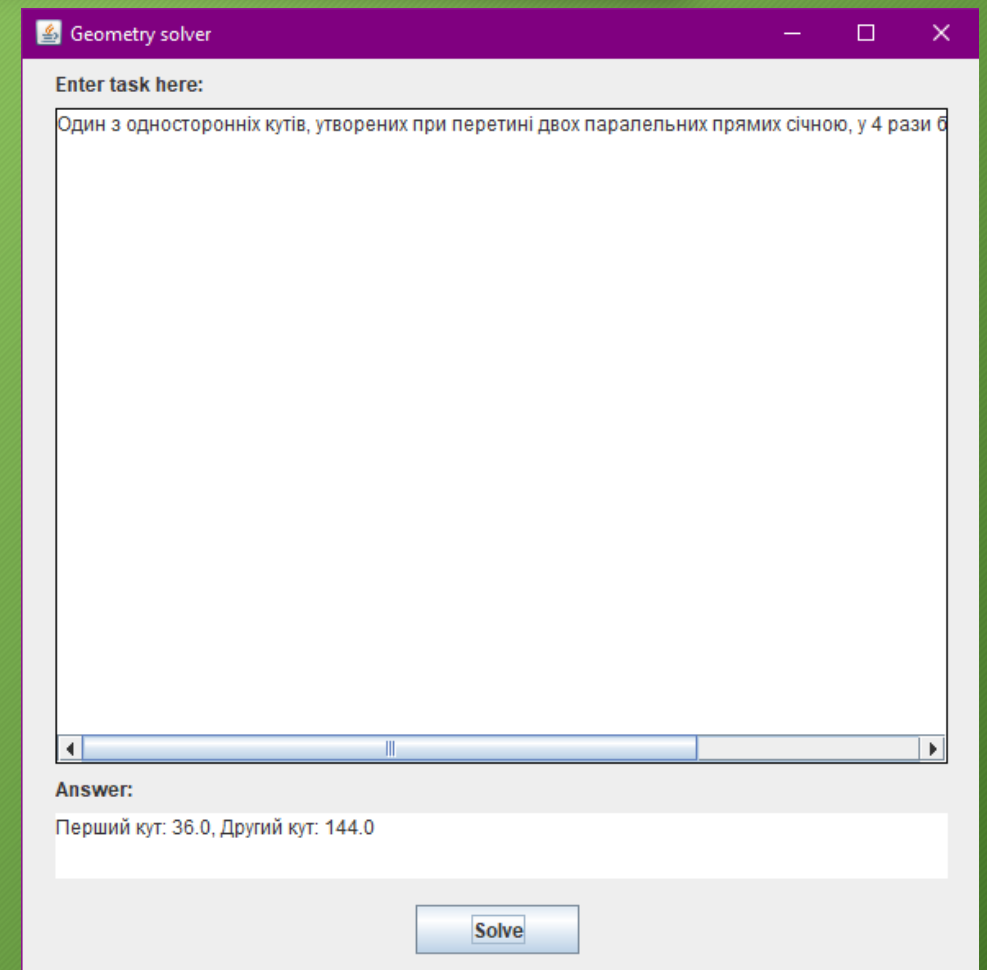 Geometry solver
Enter task here:
Один з односторонніх кутів, утворених при перетині двох паралельних прямих січною, у 4 рази б
Answer:
Перший кут: 36.0, Другий кут: 144.0
Solve